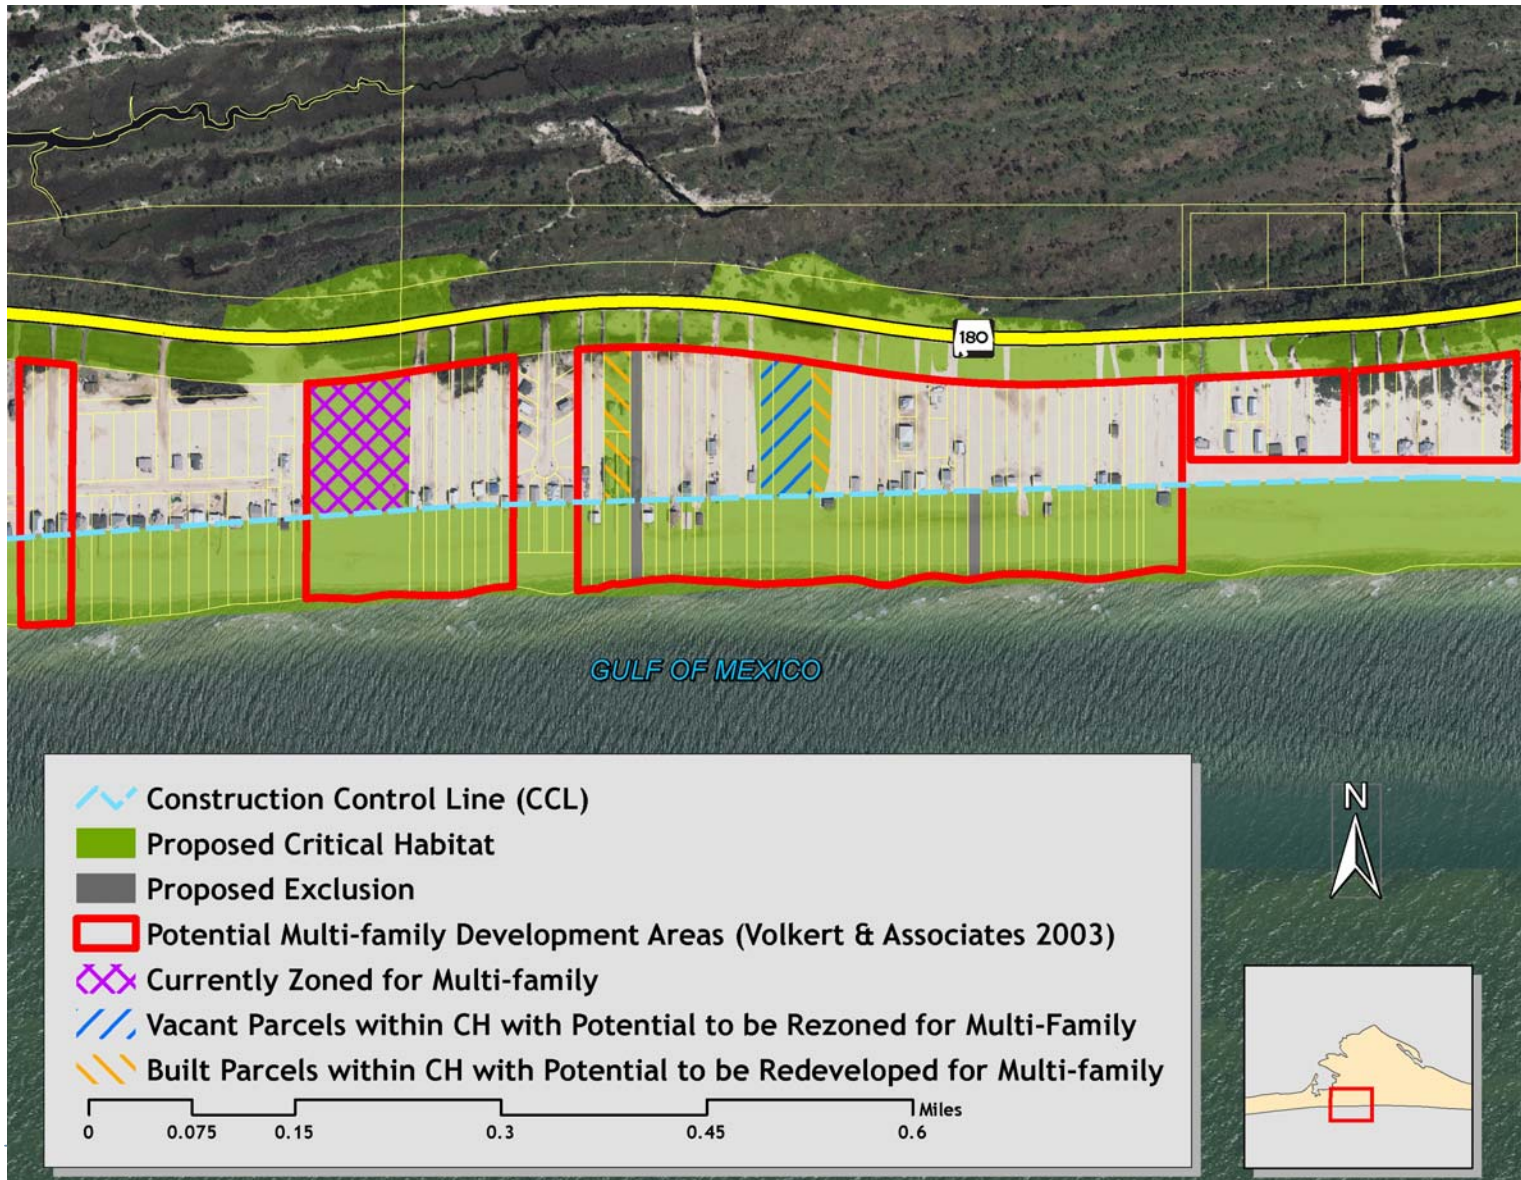 180
GULF OF MEXICO
Construction Control Line (CCL)
Proposed Critical Habitat
Proposed Exclusion
Potential Multi-family Development Areas (Volkert & Associates 2003)
Currently Zoned for Multi-family
Vacant Parcels within CH with Potential to be Rezoned for Multi-Family
Built Parcels within CH with Potential to be Redeveloped for Multi-family
Miles
0 0.075 0.15 0.3 0.45 0.6
N